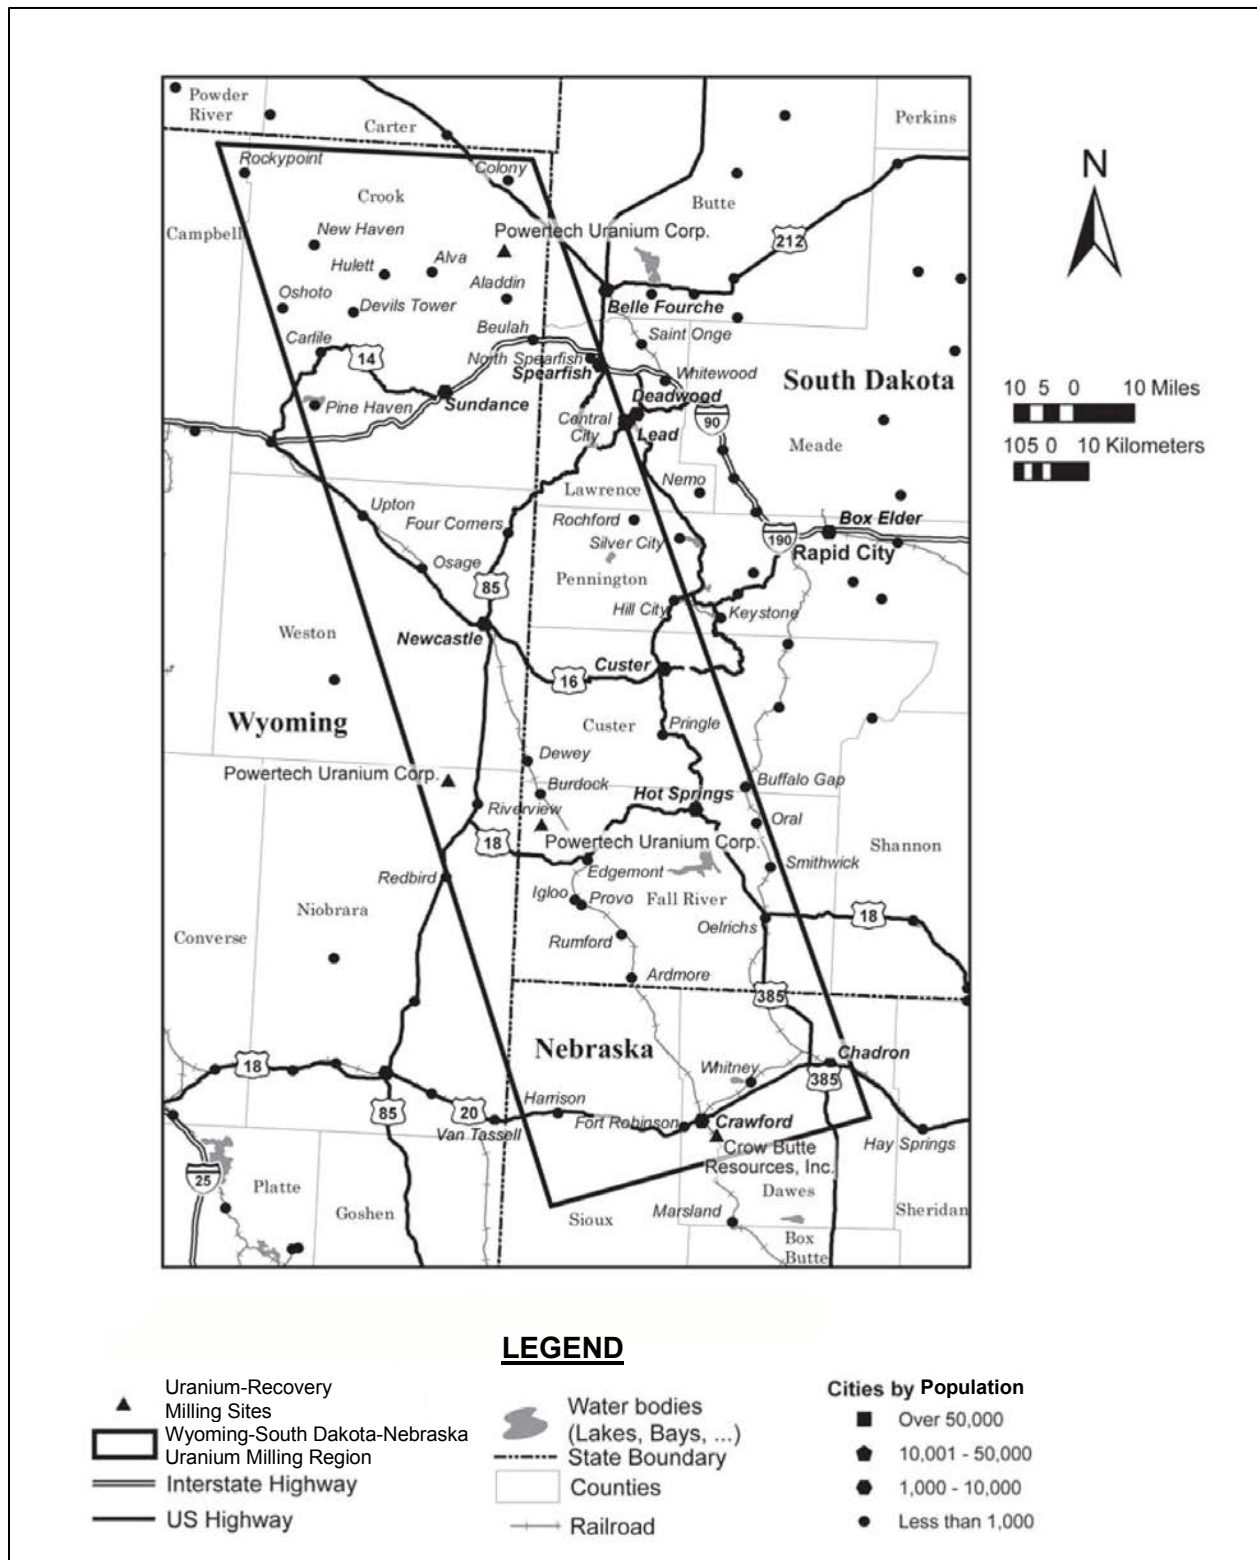 Powder
River
Carter
Perkins
Rockypoint
Colony
Crook
Butte
N
Campbell
New Haven
Powertech Uranium Corp.
212
Hulett
Alva
Aladdin
Oshoto
Devils Tower
Belle Fourche
Carlile
Beulah
Saint Onge
14
North Spearfish
Spearfish
Whitewood
South Dakota
10 5 0 10 Miles
Pine Haven
Sundance
Deadwood
Central
City
Lead
90
Meade
105 0 10 Kilometers
Lawrence
Nemo
Upton
Four Corners
Rochford
Box Elder
Silver City
190
Rapid City
Osage
Pennington
85
Hill City
Keystone
Weston
Newcastle
Custer
16
Wyoming
Custer
Pringle
Dewey
Powertech Uranium Corp.
Burdock
Buffalo Gap
Hot Springs
Riverview
Oral
18
Powertech Uranium Corp.
Shannon
Edgemont
Smithwick
Redbird
Igloo
Provo
Fall River
Niobrara
18
Converse
Rumford
Oelrichs
Ardmore
385
Nebraska
Chadron
18
Whitney
385
85
20
Harrison
Fort Robinson
Crawford
Van Tassell
Hay Springs
Crow Butte
Resources, Inc.
25
Platte
Dawes
Goshen
Sioux
Marsland
Sheridan
Box
Butte
LEGEND
Uranium-Recovery
Milling Sites
Wyoming-South Dakota-Nebraska
Uranium Milling Region
Interstate Highway
US Highway
Water bodies
(Lakes, Bays, ...)
State Boundary
Counties
Railroad
Cities by Population
Over 50,000
10,001 - 50,000
1,000 - 10,000
Less than 1,000